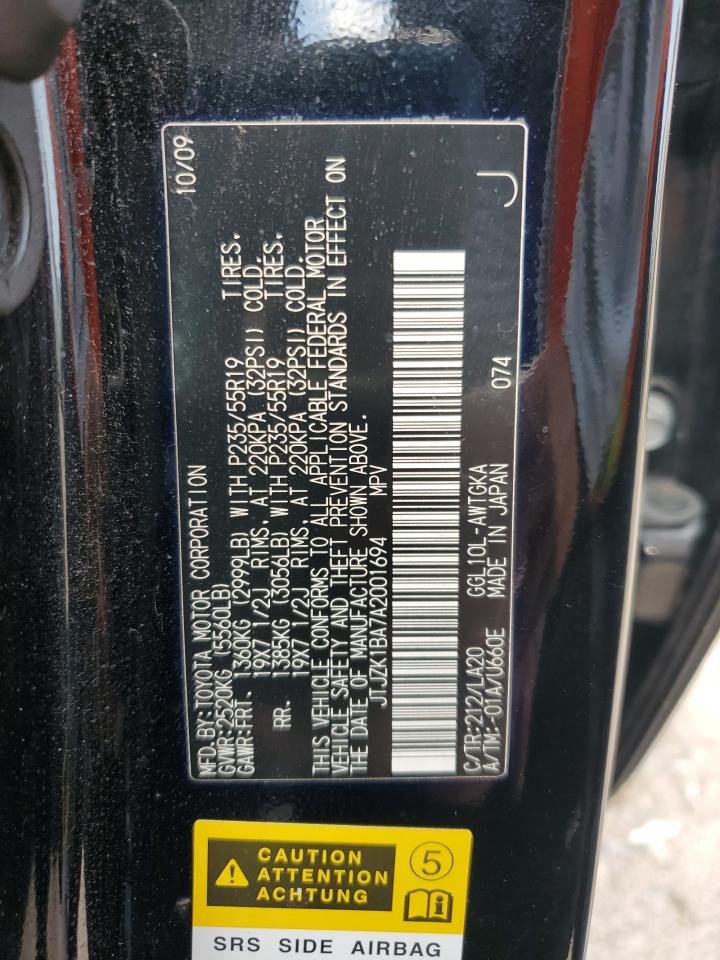 MFD.BY:TOYOTA MOTOR CORPORATION 10/09
GVWR:2520KG (5560LB)
GAWR:FRT. 1360KG (2999LB) WITH P235/55R19 TIRES.
19X7 1/2J RIMS, AT 220KPA (32PSI) COLD.
RR. 1385KG (3056LB) WITH P235/55R19 TIRES.
19X7 1/2J RIMS, AT 220KPA (32PSI) COLD.
THIS VEHICLE CONFORMS TO ALL APPLICABLE FEDERAL MOTOR
VEHICLE SAFETY AND THEFT PREVENTION STANDARDS IN EFFECT ON
THE DATE OF MANUFACTURE SHOWN ABOVE.
JTJZK1BA7A2001694 MPV
C/TR:212/LA20 GGL10L-AWTGKA 074
A/TM:-01A/U660E MADE IN JAPAN J
CAUTION
ATTENTION
ACHTUNG
5
SRS SIDE AIRBAG